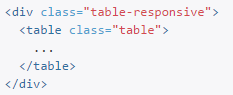 <div class="table-responsive">
  <table class="table">
    ...
  </table>
</div>